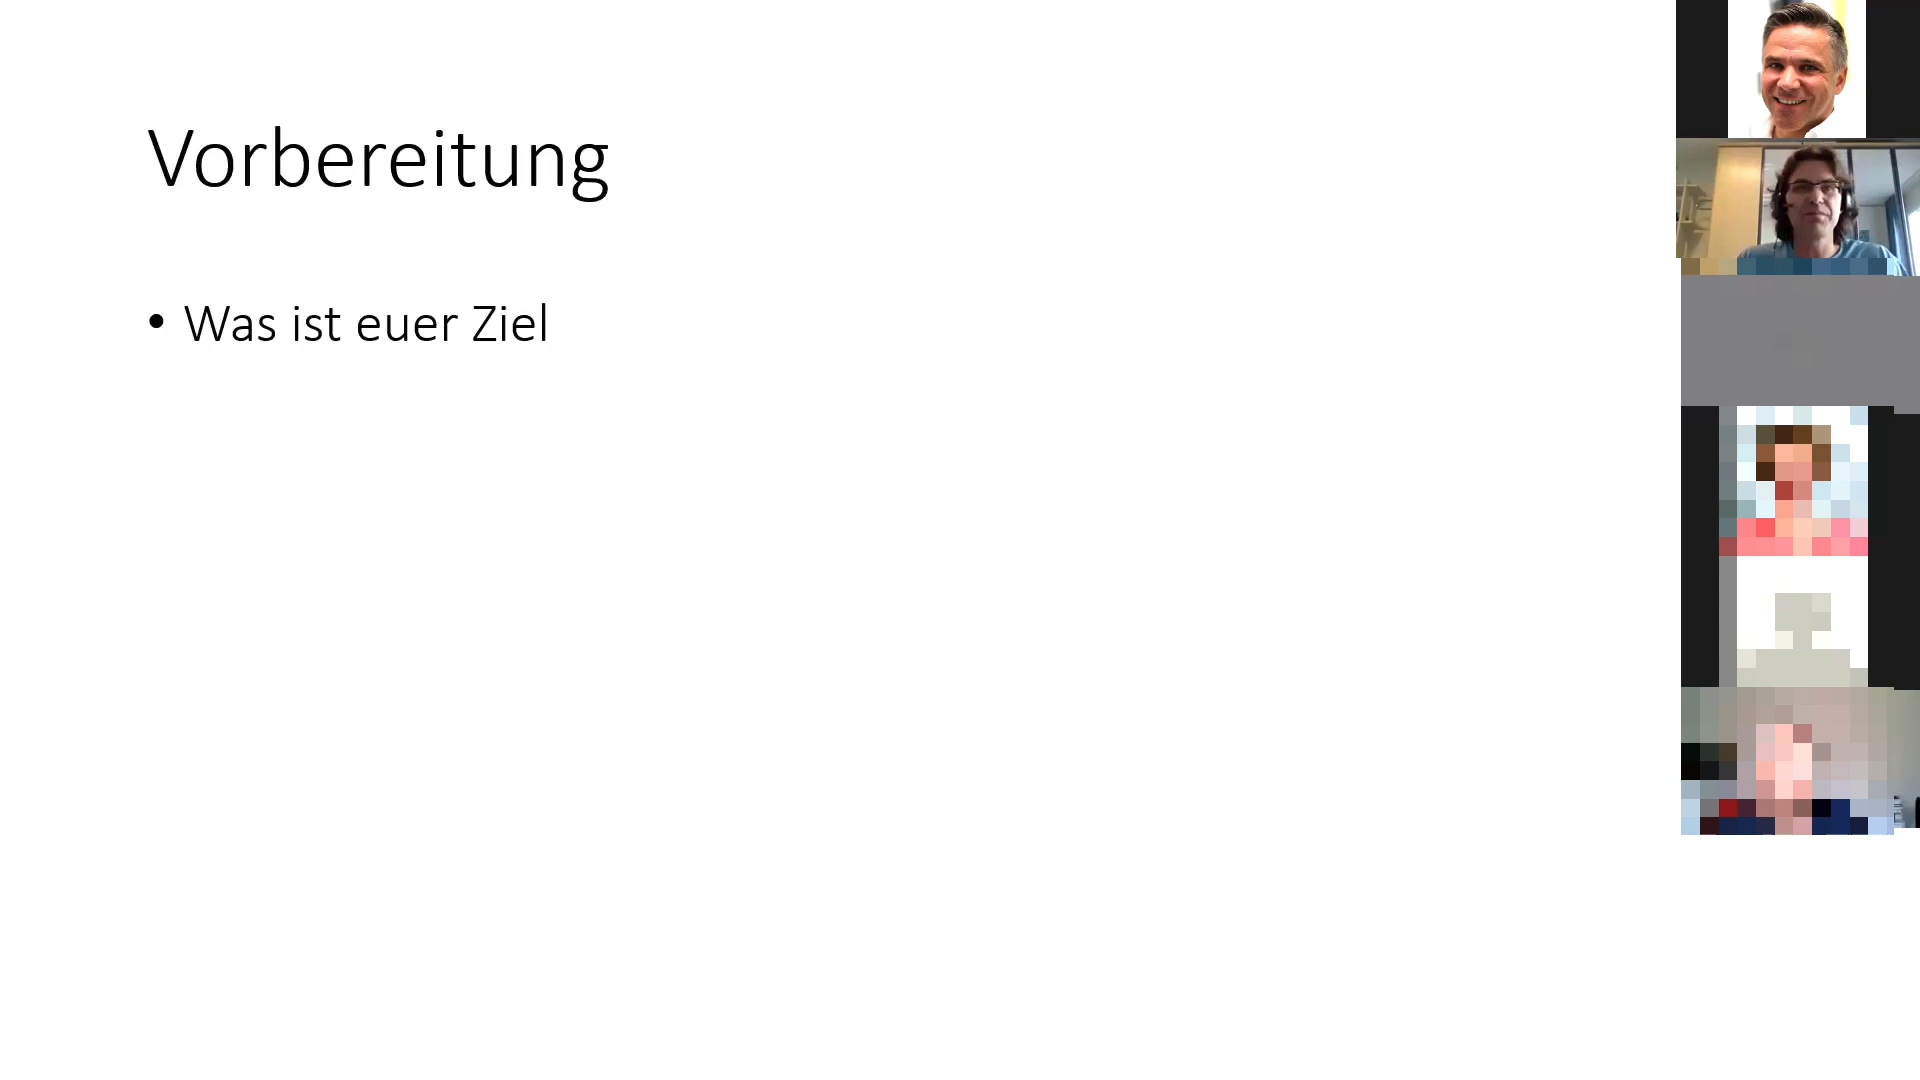 Vorbereitung
• Was ist euer Ziel